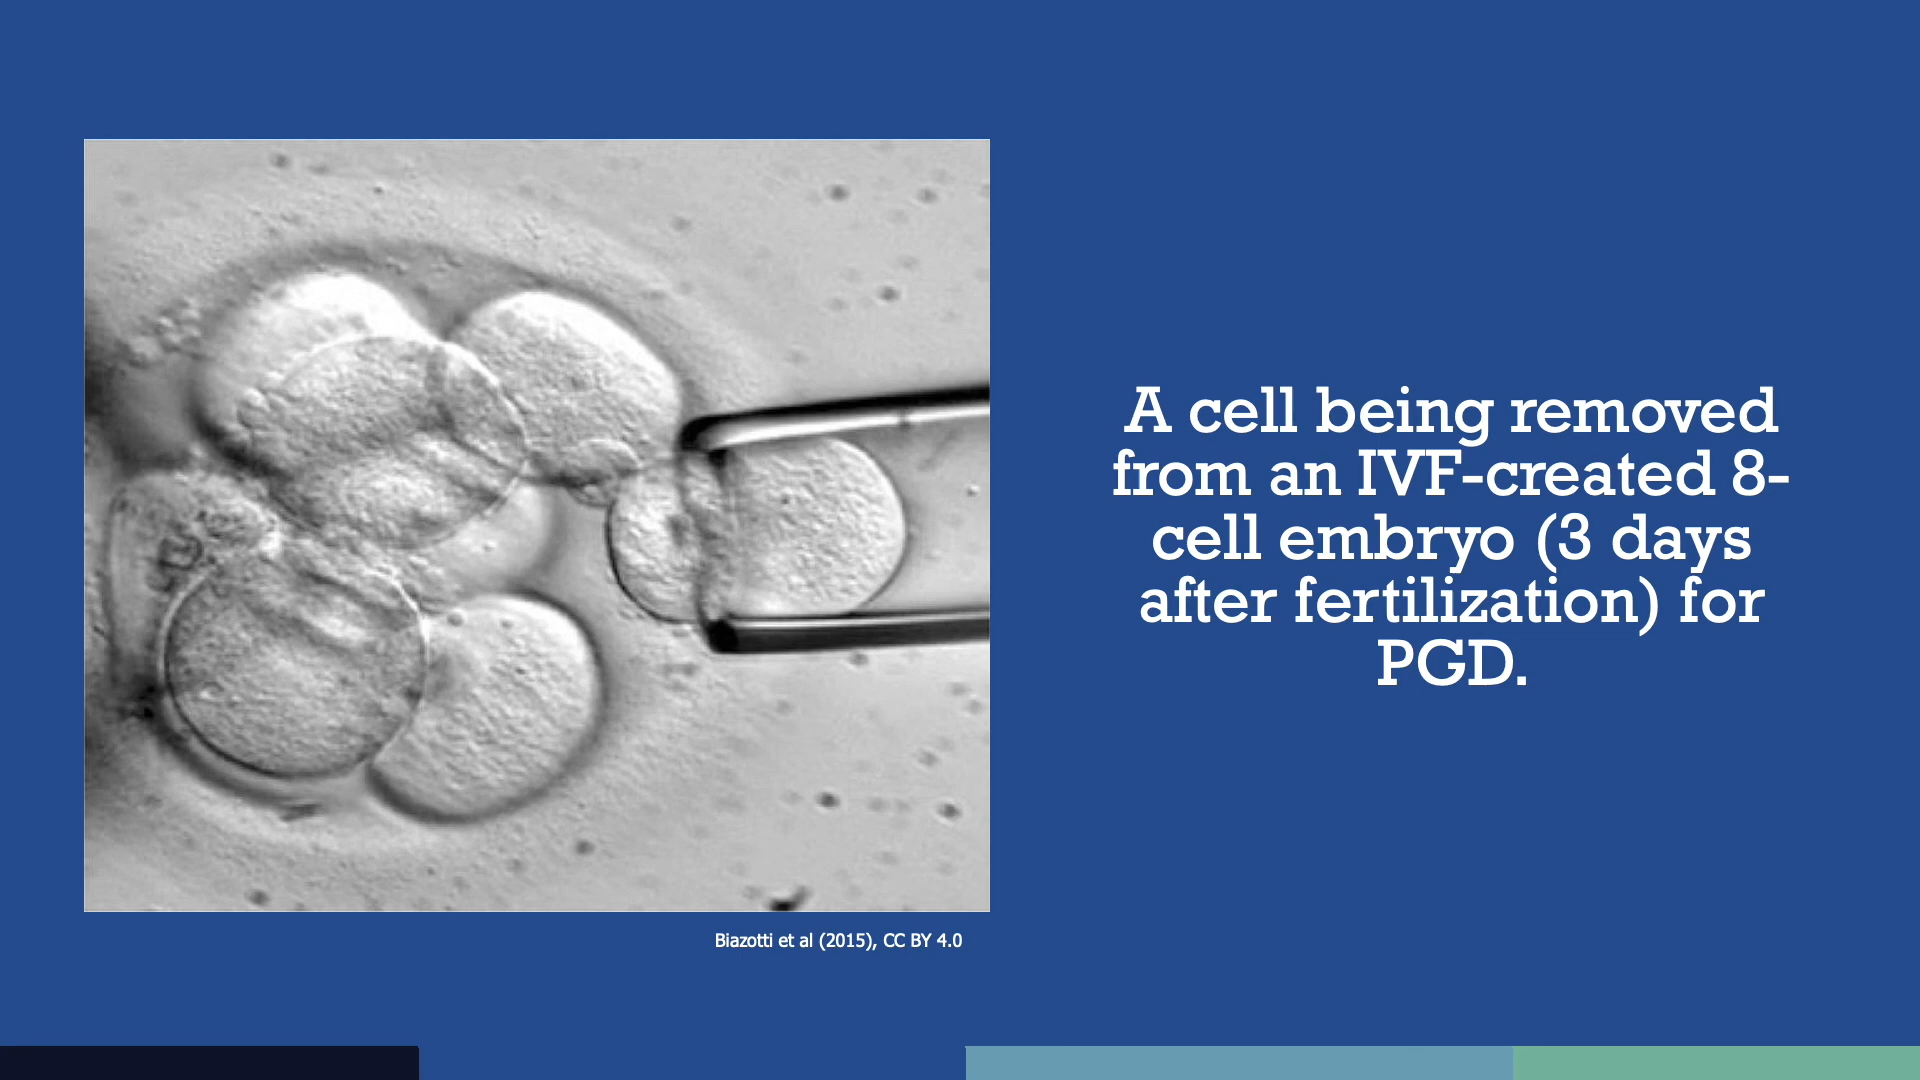 A cell being removed
from an IVF-created 8-
cell embryo (3 days
after fertilization) for
PGD.
Biazotti et al (2015), CC BY 4.0